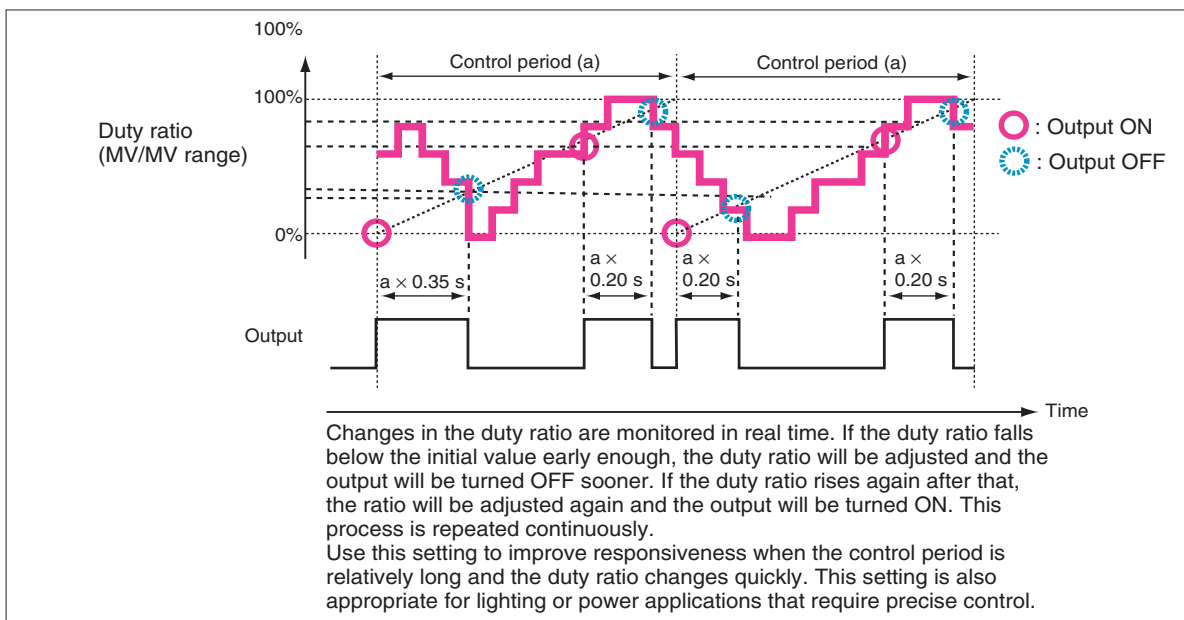 100%
Control period (a)
Control period (a)
100%
Duty ratio
(MV/MV range)
: Output ON
: Output OFF
0%
a × 0.35 s
a ×
0.20 s
a ×
0.20 s
a ×
0.20 s
Output
Time
Changes in the duty ratio are monitored in real time. If the duty ratio falls
below the initial value early enough, the duty ratio will be adjusted and the
output will be turned OFF sooner. If the duty ratio rises again after that,
the ratio will be adjusted again and the output will be turned ON. This
process is repeated continuously.
Use this setting to improve responsiveness when the control period is
relatively long and the duty ratio changes quickly. This setting is also
appropriate for lighting or power applications that require precise control.